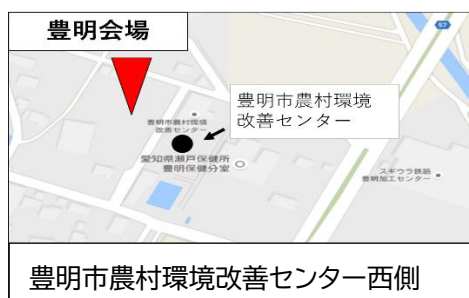 豊明会場
57
豊明市農村環境
改善センター
豊明市農村環境
改善センター
愛知県瀬戸保健所
豊明保健分室
スギウラ鉄筋
豊明加工センター
豊明市農村環境改善センター西側